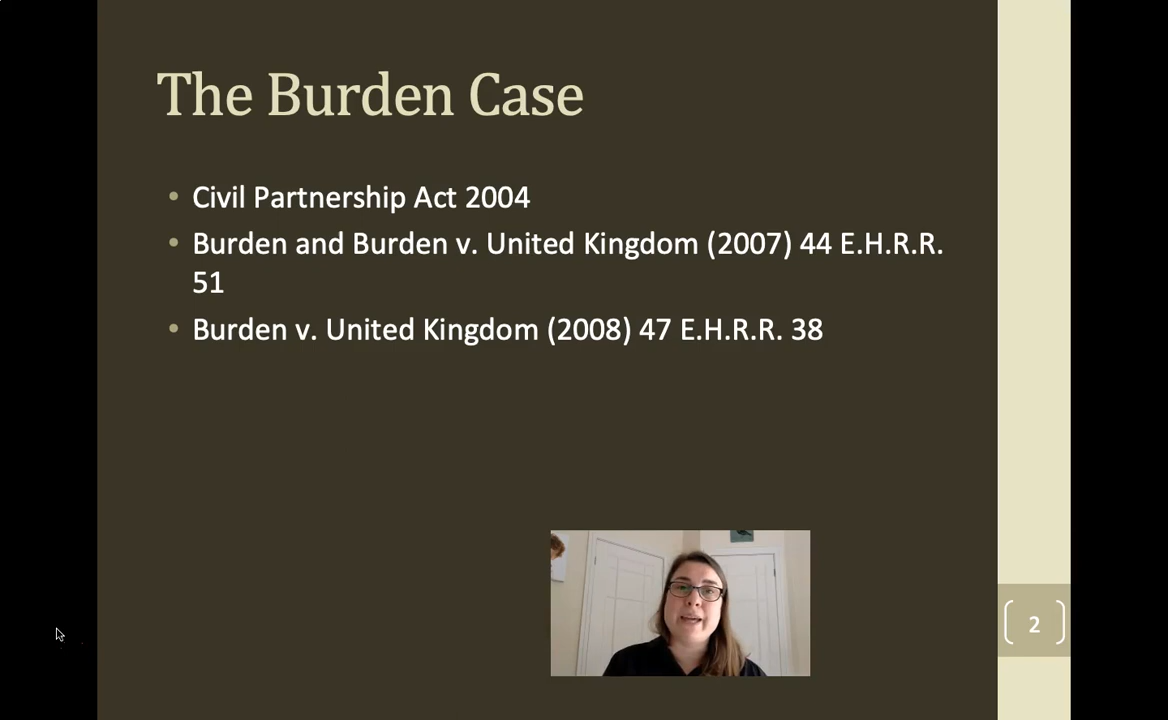 The Burden Case
• Civil Partnership Act 2004
• Burden and Burden v. United Kingdom (2007) 44 E.H.R.R.
51
• Burden v. United Kingdom (2008) 47 E.H.R.R. 38
2